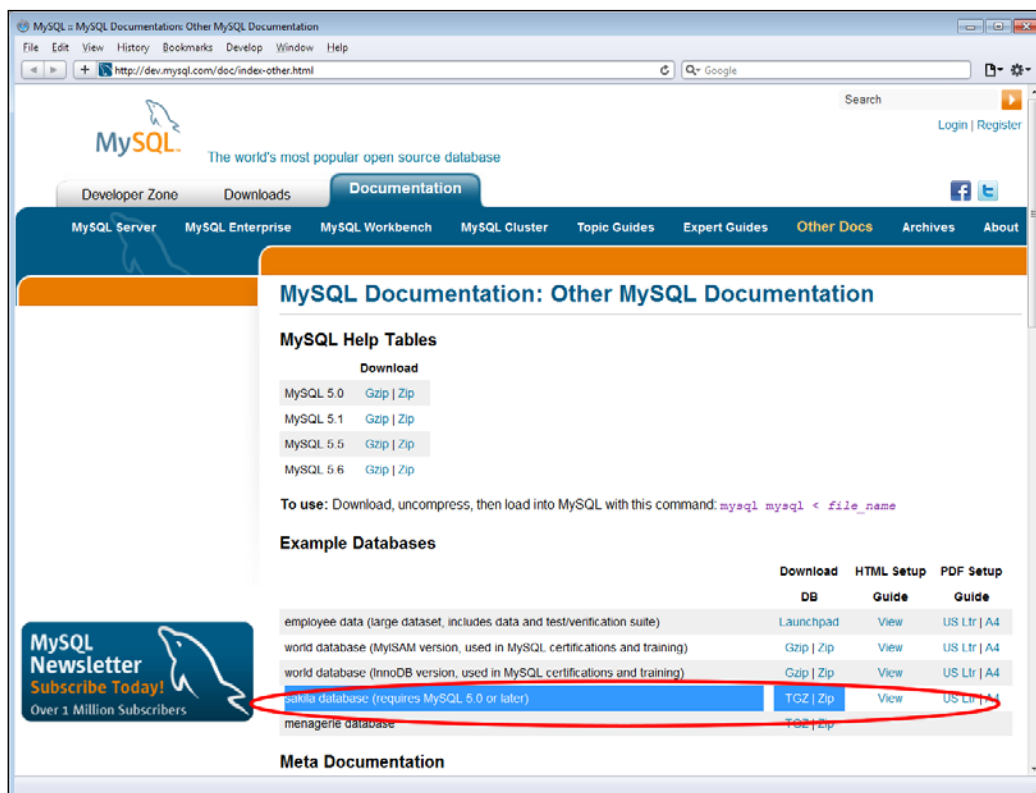 MySQL :: MySQL Documentation: Other MySQL Documentation
File Edit View History Bookmarks Develop Window Help
http://dev.mysql.com/doc/index-other.html
Google
Search
Login | Register
MySQL
The world's most popular open source database
Developer Zone Downloads Documentation
MySQL Server MySQL Enterprise MySQL Workbench MySQL Cluster Topic Guides Expert Guides Other Docs Archives About
MySQL Documentation: Other MySQL Documentation
MySQL Help Tables
Download
MySQL 5.0 Gzip | Zip
MySQL 5.1 Gzip | Zip
MySQL 5.5 Gzip | Zip
MySQL 5.6 Gzip | Zip
To use: Download, uncompress, then load into MySQL with this command: mysql mysql < file_name
Example Databases
Download HTML Setup PDF Setup
DB Guide Guide
employee data (large dataset, includes data and test/verification suite) Launchpad View US Ltr | A4
world database (MyISAM version, used in MySQL certifications and training) Gzip | Zip View US Ltr | A4
world database (InnoDB version, used in MySQL certifications and training) Gzip | Zip View US Ltr | A4
sakila database (requires MySQL 5.0 or later) TGZ | Zip View US Ltr | A4
menagerie database TGZ | Zip
MySQL
Newsletter
Subscribe Today!
Over 1 Million Subscribers
Meta Documentation